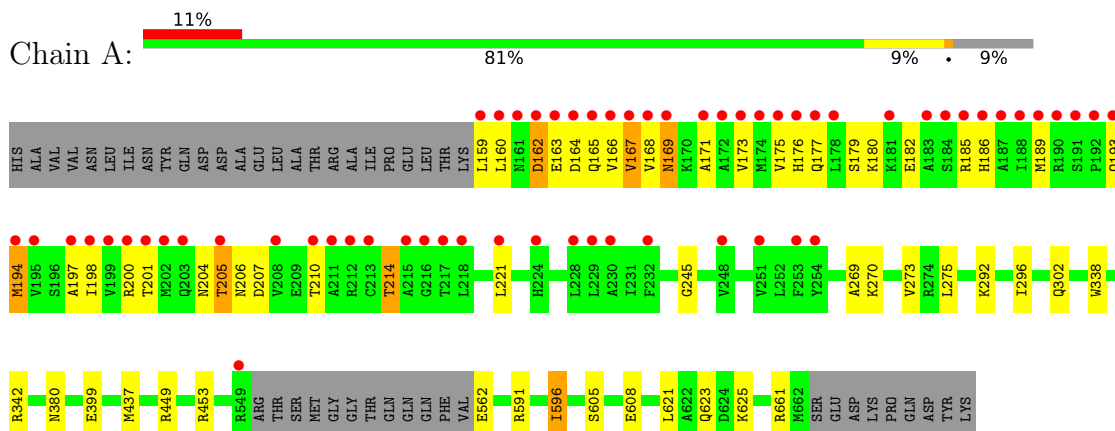 11%
Chain A:
81% 9% • 9%
HIS ALA VAL VAL ASN LEU ILE ASN TYR GLN ASP ASP ALA GLU LEU ALA THR ARG ALA ILE PRO GLU LEU THR LYS L159 L160 N161 D162 E163 D164 Q165 V166 V167 V168 N169 K170 A171 A172 V173 M174 V175 H176 Q177 L178 S179 K180 K181 E182 A183 S184 R185 H186 A187 I188 M189 R190 S191 P192
M194 V195 S196 A197 I198 V199 R200 T201 M202 Q203 N204 T205 N206 D207 V208 E209 T210 A211 R212 C213 T214 A215 G216 T217 L218 L221 H224 L228 L229 A230 I231 F232 G245 V248 V251 L252 F253 Y254 A269 K270 V273 R274 L275 K292 I296 Q302 W338
R342 N380 E399 M437 R449 R453 R549 ARG THR SER MET GLY GLY THR GLN GLN GLN PHE VAL E562 R591 I596 S605 E608 L621 A622 Q623 D624 K625 R661 M662 SER GLU ASP LYS PRO GLN ASP TYR LYS